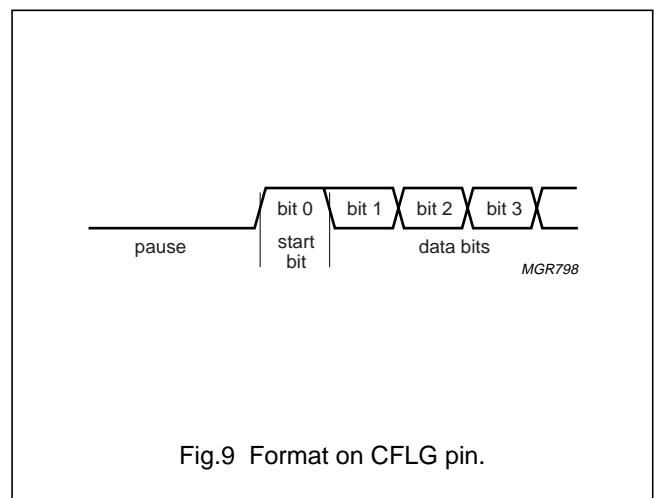 bit 0 bit 1 bit 2 bit 3
pause start bit data bits
MGR798
Fig.9 Format on CFLG pin.